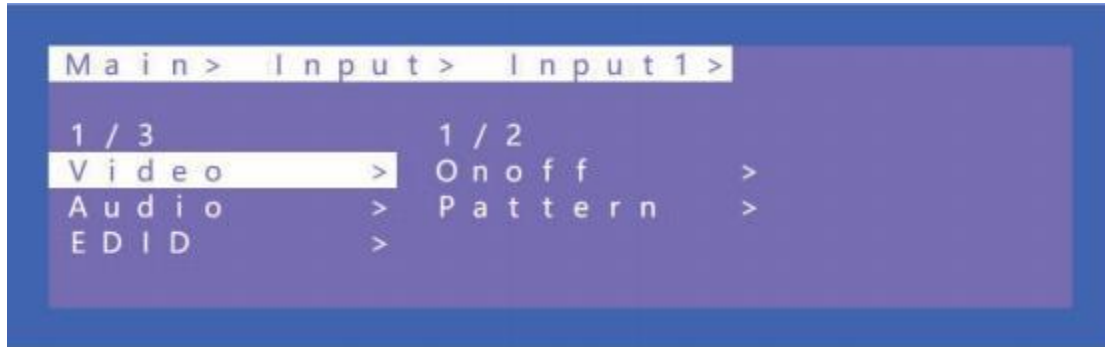 Main> Input> Input1>
1/3 1/2
Video > Onoff >
Audio > Pattern >
EDID >